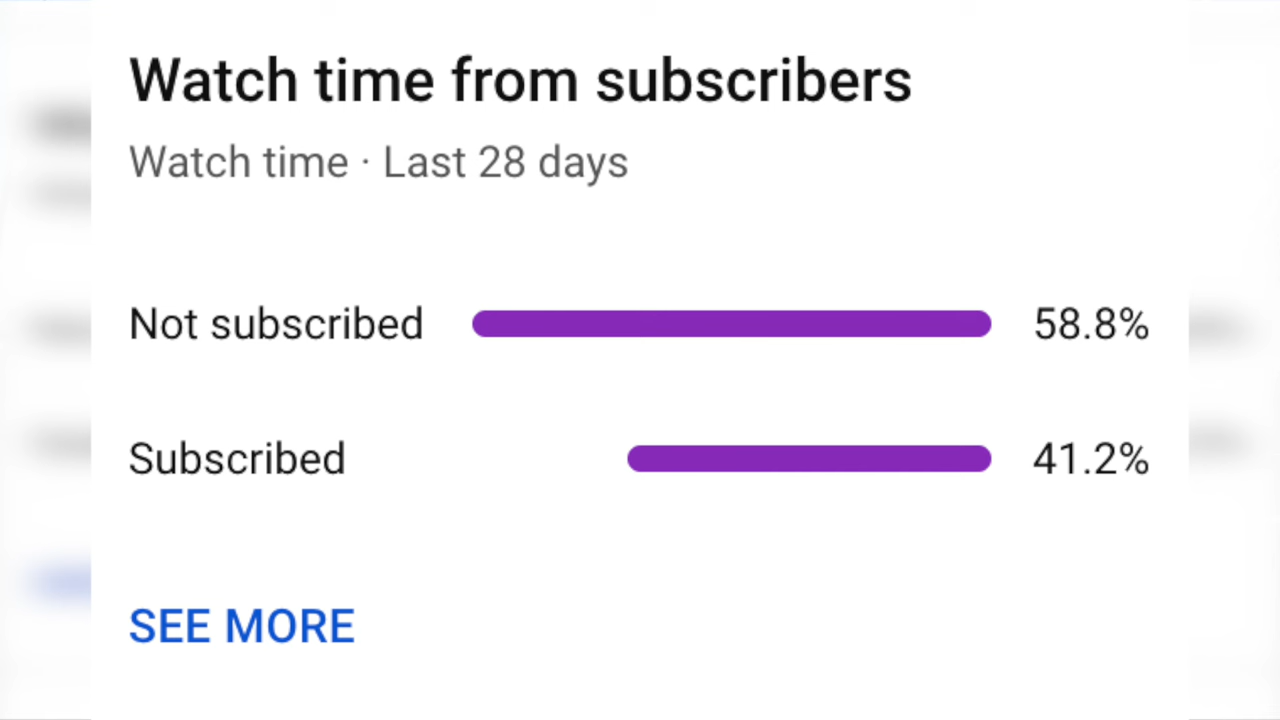 Watch time from subscribers
Watch time · Last 28 days
Not subscribed 58.8%
Subscribed 41.2%
SEE MORE